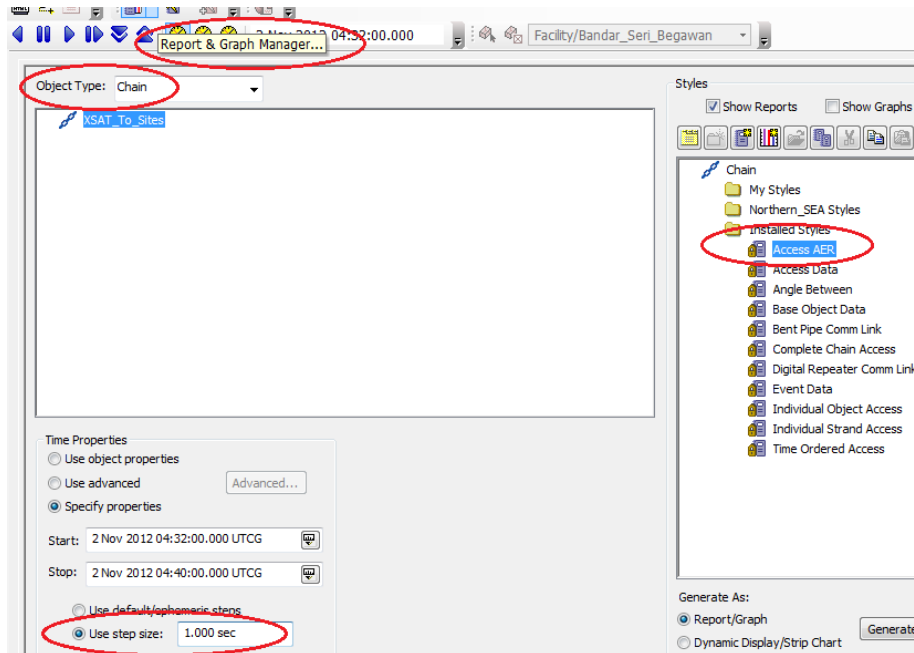 2 Nov 2012 04:32:00.000
Facility/Bandar_Seri_Begawan
Report & Graph Manager...
Object Type: Chain
XSAT_To_Sites
Styles
Show Reports
Show Graphs
Chain
My Styles
Northern_SEA Styles
Installed Styles
Access AER
Access Data
Angle Between
Base Object Data
Bent Pipe Comm Link
Complete Chain Access
Digital Repeater Comm Link
Event Data
Individual Object Access
Individual Strand Access
Time Ordered Access
Time Properties
Use object properties
Use advanced
Advanced...
Specify properties
Start: 2 Nov 2012 04:32:00.000 UTCG
Stop: 2 Nov 2012 04:40:00.000 UTCG
Use default/ephemeris steps
Use step size: 1.000 sec
Generate As:
Report/Graph
Generate
Dynamic Display/Strip Chart